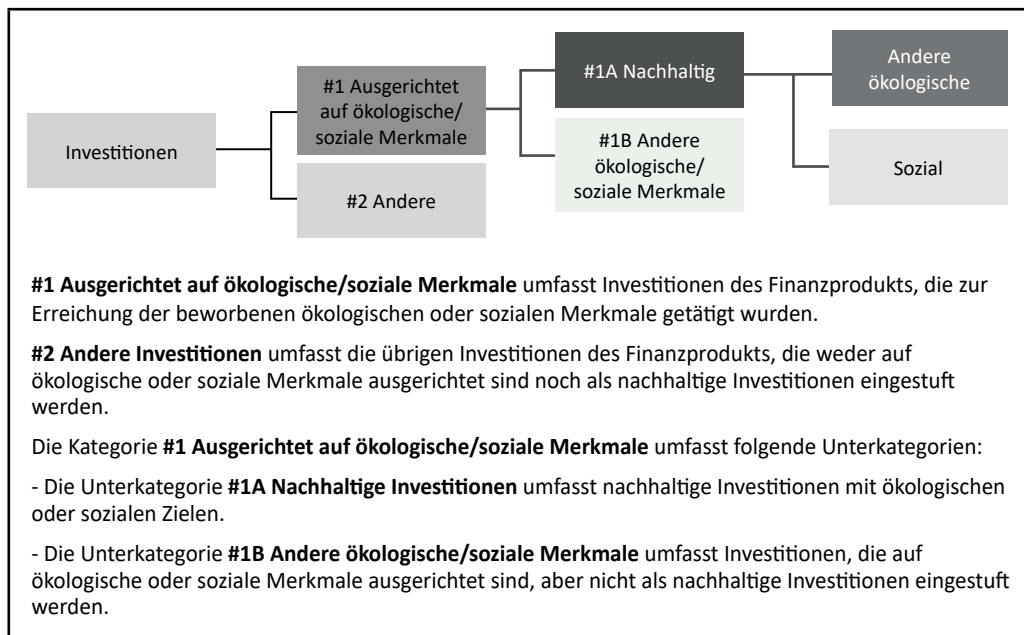 Investitionen
#1 Ausgerichtet
auf ökologische/
soziale Merkmale
#2 Andere
#1A Nachhaltig
#1B Andere
ökologische/
soziale Merkmale
Andere
ökologische
Sozial
#1 Ausgerichtet auf ökologische/soziale Merkmale umfasst Investitionen des Finanzprodukts, die zur
Erreichung der beworbenen ökologischen oder sozialen Merkmale getätigt wurden.
#2 Andere Investitionen umfasst die übrigen Investitionen des Finanzprodukts, die weder auf
ökologische oder soziale Merkmale ausgerichtet sind noch als nachhaltige Investitionen eingestuft
werden.
Die Kategorie #1 Ausgerichtet auf ökologische/soziale Merkmale umfasst folgende Unterkategorien:
- Die Unterkategorie #1A Nachhaltige Investitionen umfasst nachhaltige Investitionen mit ökologischen
oder sozialen Zielen.
- Die Unterkategorie #1B Andere ökologische/soziale Merkmale umfasst Investitionen, die auf
ökologische oder soziale Merkmale ausgerichtet sind, aber nicht als nachhaltige Investitionen eingestuft
werden.